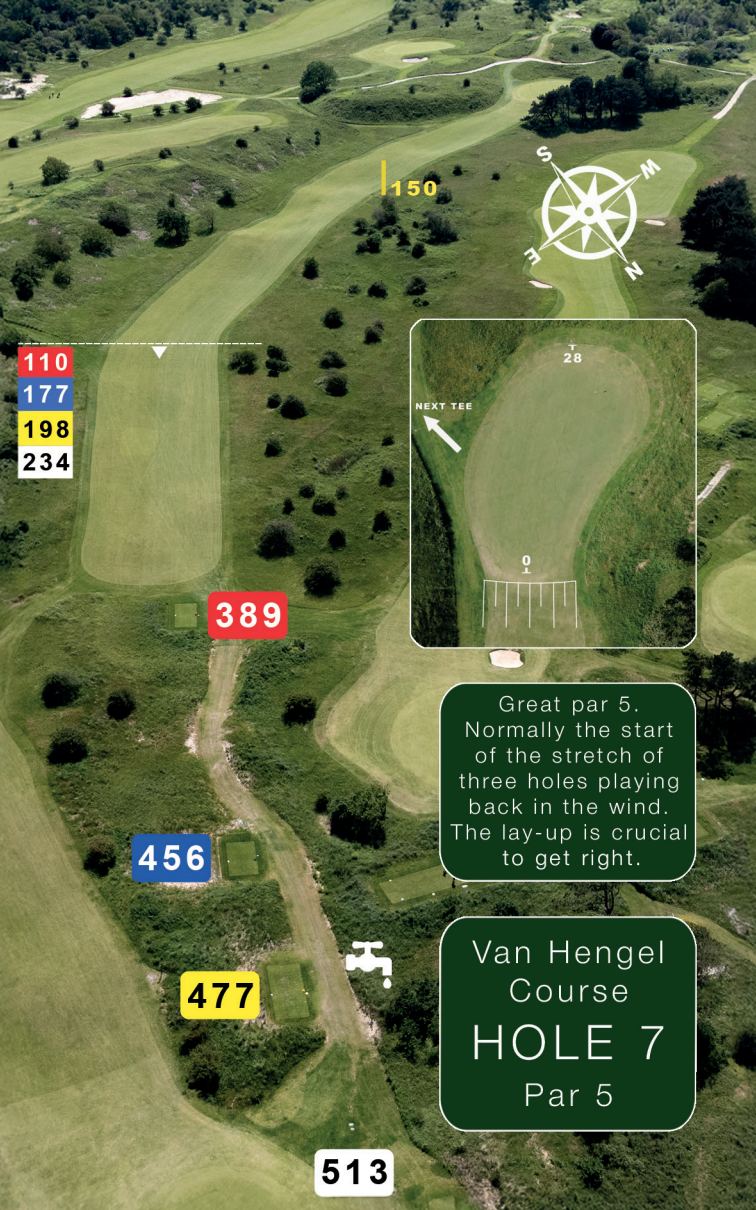 150
S
W
E
N
110
177
198
234
28
NEXT TEE
0
389
Great par 5.
Normally the start
of the stretch of
three holes playing
back in the wind.
The lay-up is crucial
to get right.
456
477
Van Hengel
Course
HOLE 7
Par 5
513